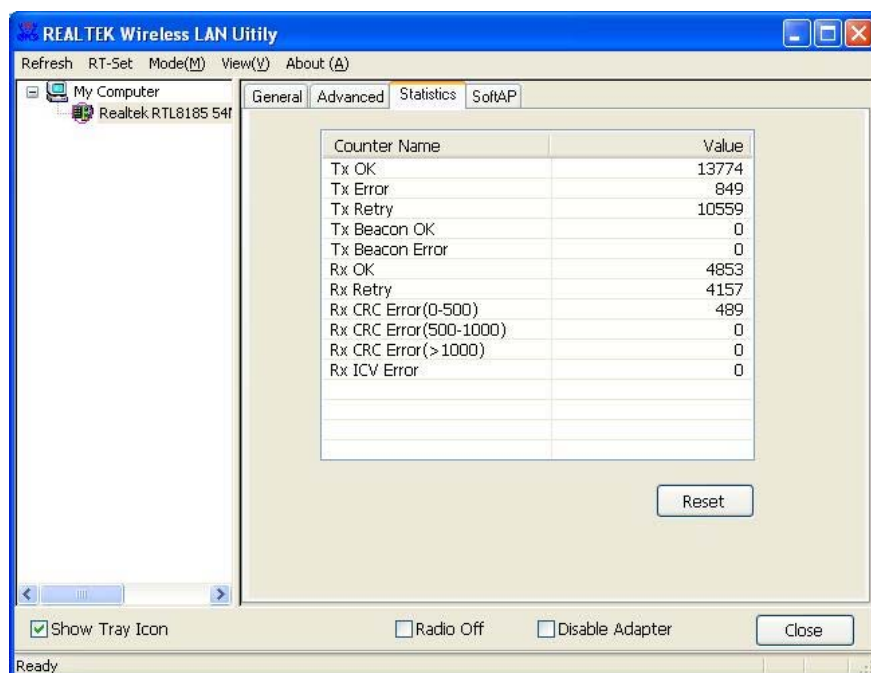 REALTEK Wireless LAN Uitily
Refresh RT-Set Mode(M) View(V) About (A)
My Computer
Realtek RTL8185 54M
General Advanced Statistics SoftAP
Counter Name Value
Tx OK 13774
Tx Error 849
Tx Retry 10559
Tx Beacon OK 0
Tx Beacon Error 0
Rx OK 4853
Rx Retry 4157
Rx CRC Error(0-500) 489
Rx CRC Error(500-1000) 0
Rx CRC Error(>1000) 0
Rx ICV Error 0
Reset
Show Tray Icon Radio Off Disable Adapter Close
Ready